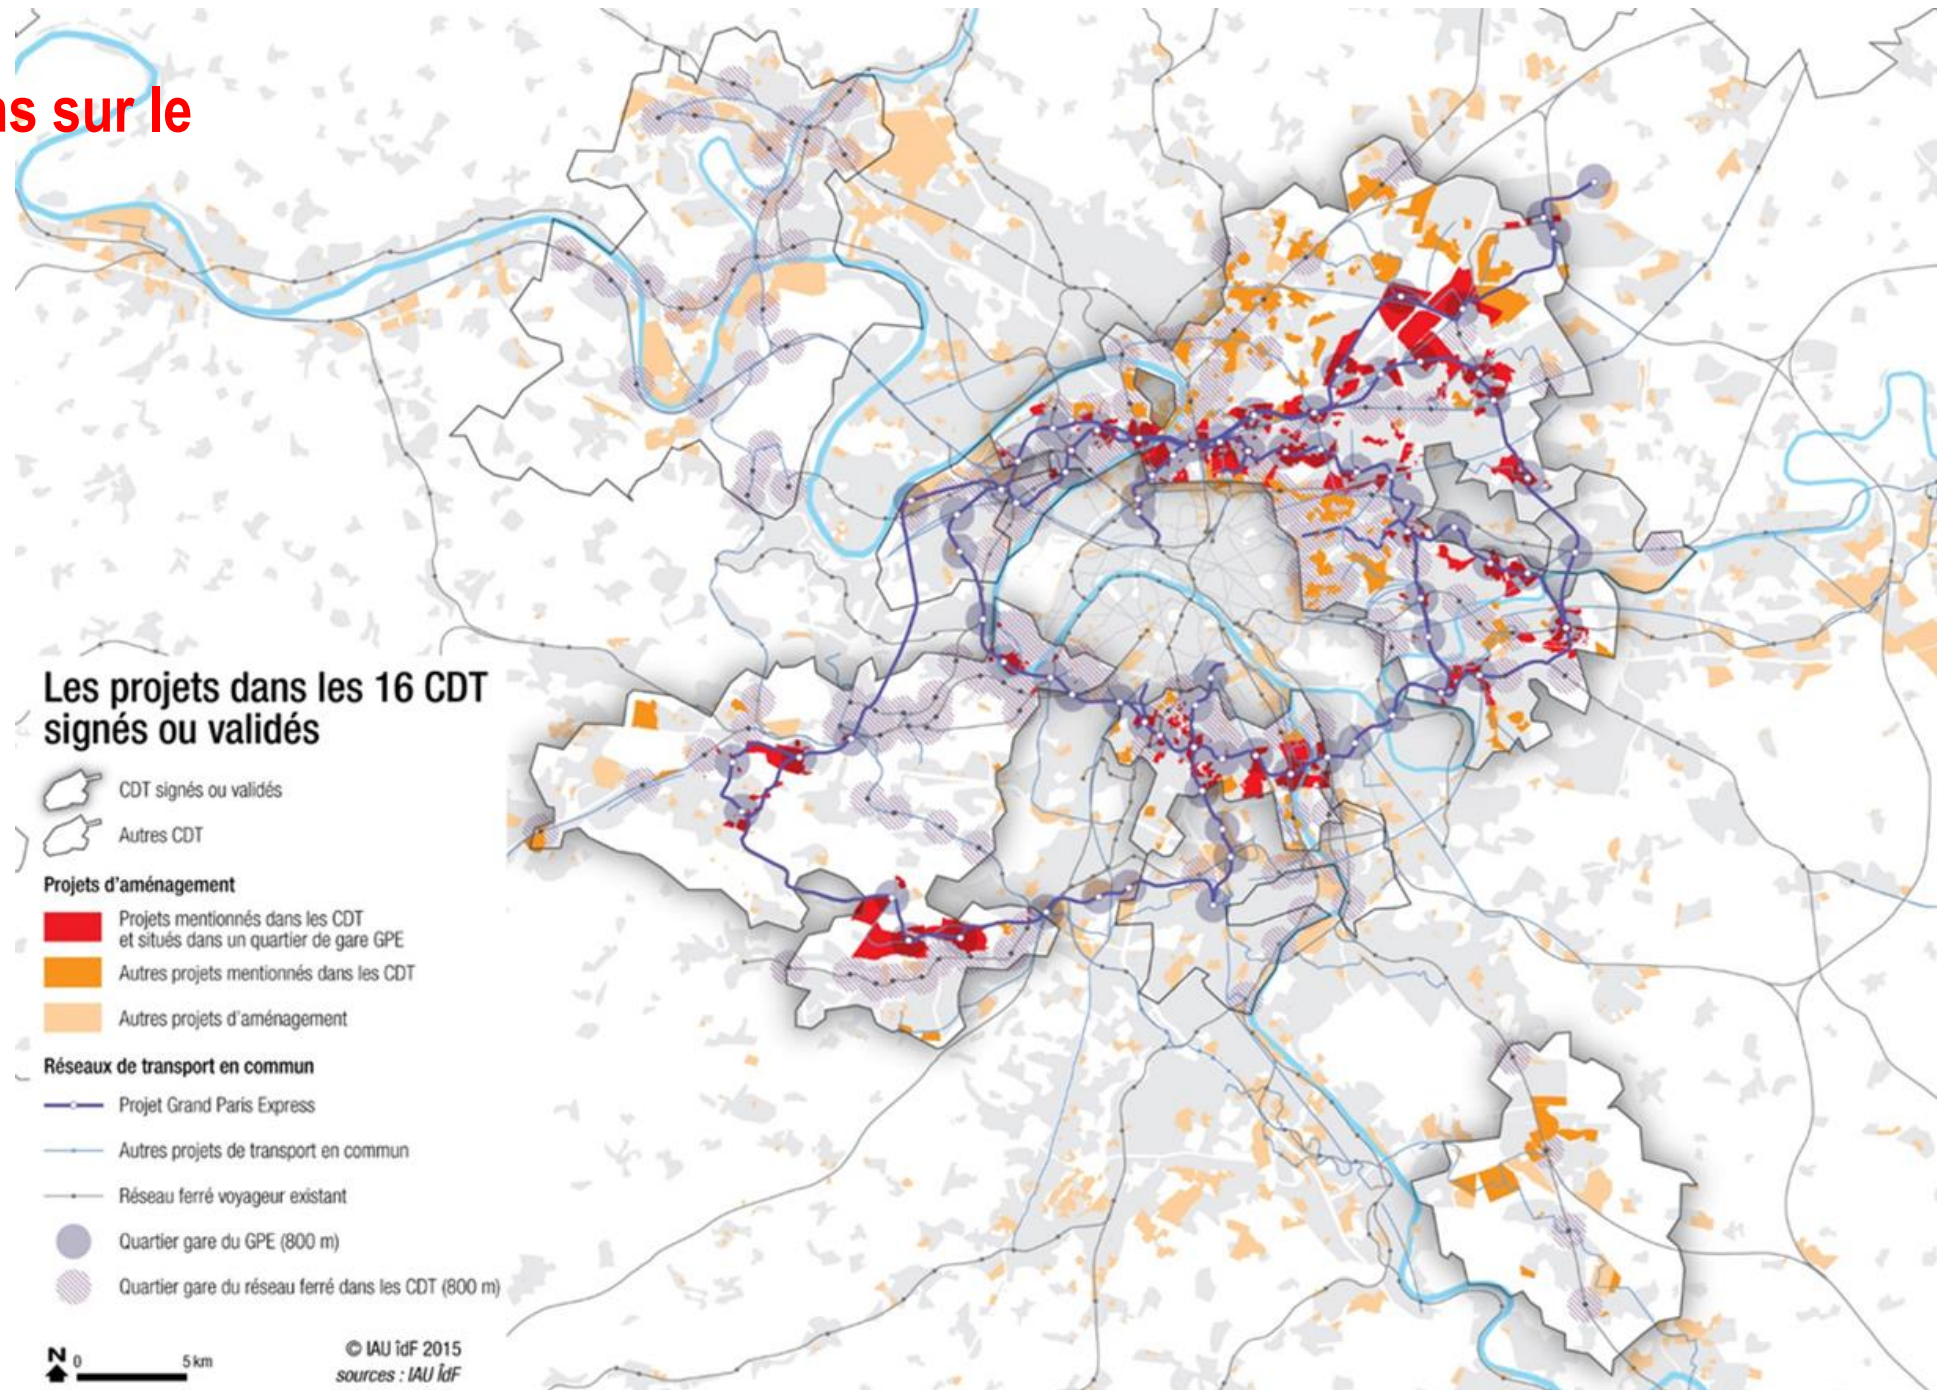 ns sur le
Les projets dans les 16 CDT
signés ou validés
CDT signés ou validés
Autres CDT
Projets d'aménagement
Projets mentionnés dans les CDT
et situés dans un quartier de gare GPE
Autres projets mentionnés dans les CDT
Autres projets d'aménagement
Réseaux de transport en commun
Projet Grand Paris Express
Autres projets de transport en commun
Réseau ferré voyageur existant
Quartier gare du GPE (800 m)
Quartier gare du réseau ferré dans les CDT (800 m)
N 0 5 km
© IAU îdF 2015
sources : IAU îdF